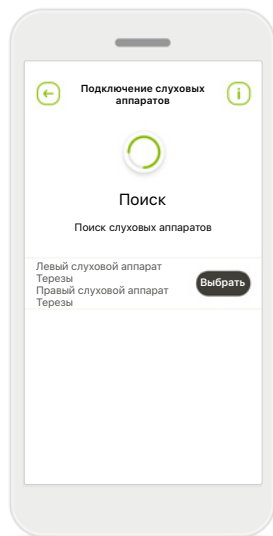 Подключение слуховых
аппаратов
Поиск
Поиск слуховых аппаратов
Левый слуховой аппарат
Терезы
Правый слуховой аппарат
Терезы
Выбрать